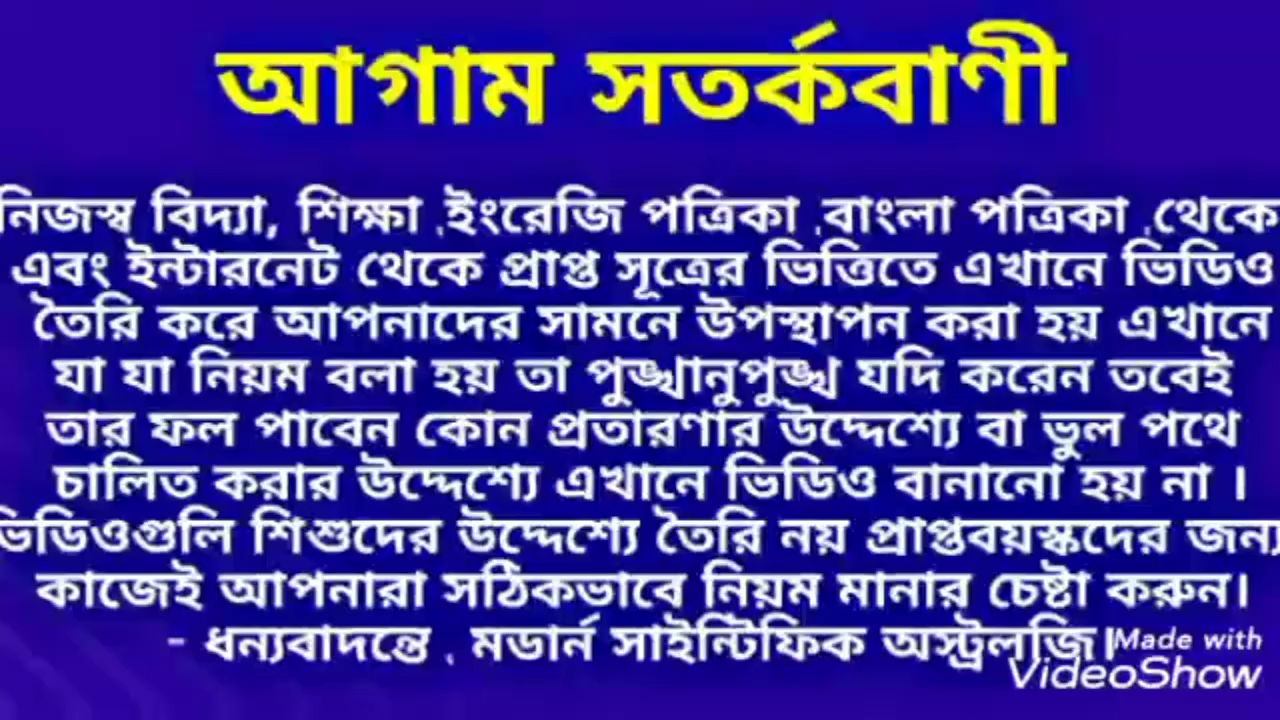 আগাম সতর্কবাণী
নিজস্ব বিদ্যা, শিক্ষা ,ইংরেজি পত্রিকা ,বাংলা পত্রিকা ,থেকে
এবং ইন্টারনেট থেকে প্রাপ্ত সূত্রের ভিত্তিতে এখানে ভিডিও
তৈরি করে আপনাদের সামনে উপস্থাপন করা হয় এখানে
যা যা নিয়ম বলা হয় তা পুঙ্খানুপুঙ্খ যদি করেন তবেই
তার ফল পাবেন কোন প্রতারণার উদ্দেশ্যে বা ভুল পথে
চালিত করার উদ্দেশ্যে এখানে ভিডিও বানানো হয় না ।
ভিডিওগুলি শিশুদের উদ্দেশ্যে তৈরি নয় প্রাপ্তবয়স্কদের জন্য
কাজেই আপনারা সঠিকভাবে নিয়ম মানার চেষ্টা করুন।
- ধন্যবাদন্তে , মডার্ন সাইন্টিফিক অস্ট্রলজি।
Made with
VideoShow